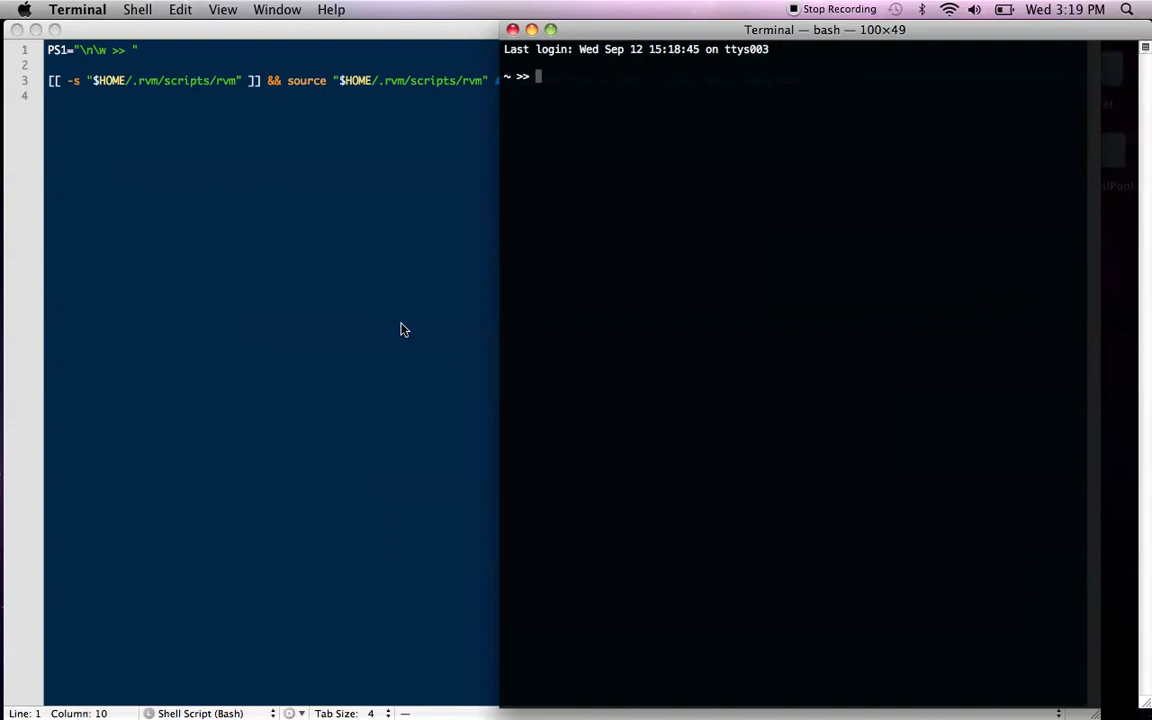 Terminal Shell Edit View Window Help Stop Recording Wed 3:19 PM
1 PS1="\n\w >> "
2
3 [[ -s "$HOME/.rvm/scripts/rvm" ]] && source "$HOME/.rvm/scripts/rvm" #
4
Terminal — bash — 100×49
Last login: Wed Sep 12 15:18:45 on ttys003
~ >>
et
alPool
Line: 1 Column: 10 Shell Script (Bash) Tab Size: 4 —